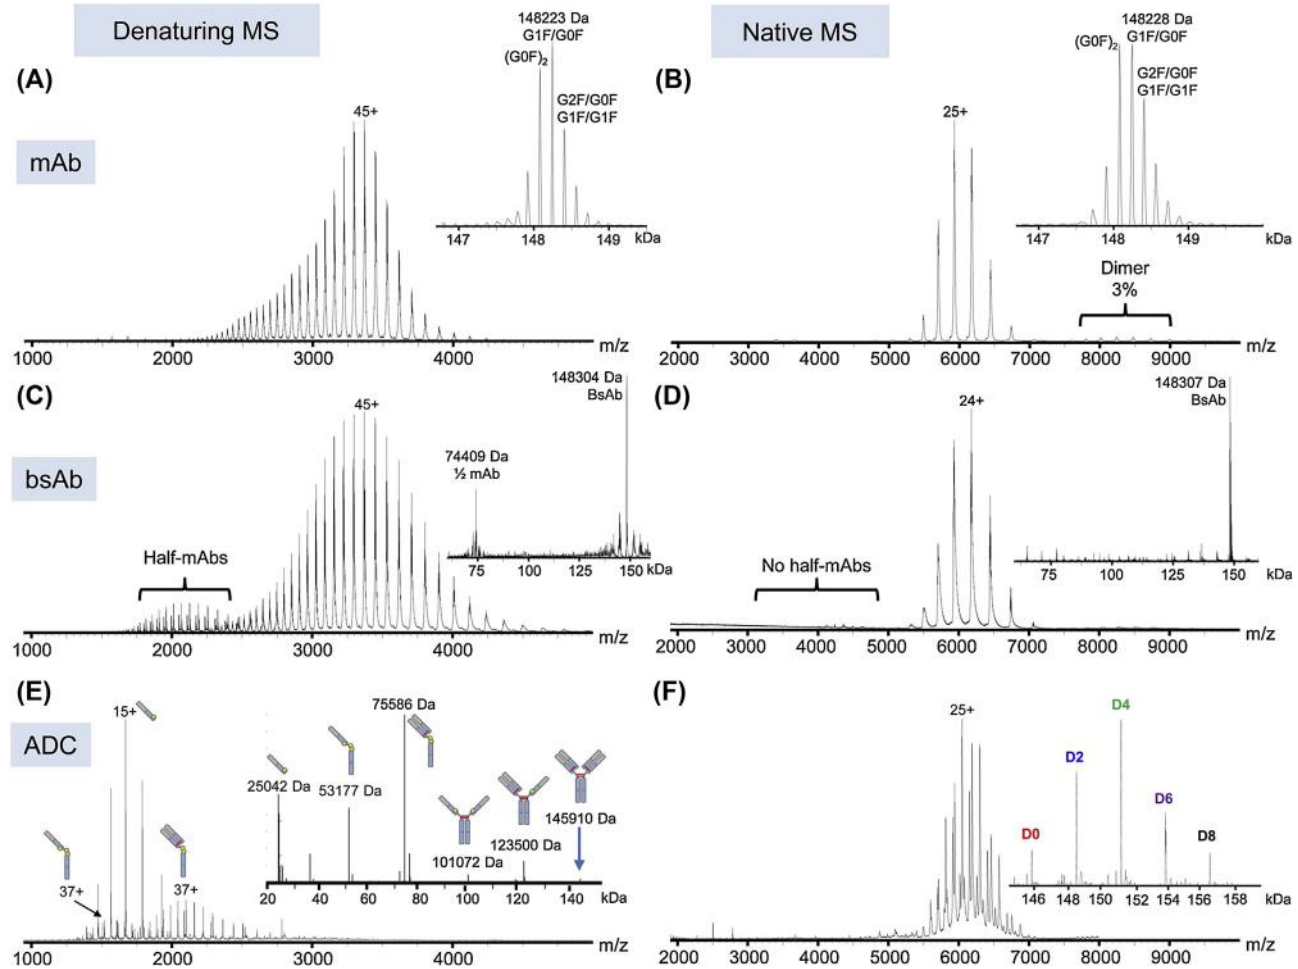 Denaturing MS
Native MS
(A)
mAb
45+
148223 Da
G1F/G0F
(G0F)2
G2F/G0F
G1F/G1F
147
148
149
kDa
1000
2000
3000
4000
m/z
(B)
25+
148228 Da
G1F/G0F
(G0F)2
G2F/G0F
G1F/G1F
147
148
149
kDa
Dimer
3%
2000
3000
4000
5000
6000
7000
8000
9000
m/z
(C)
bsAb
45+
148304 Da
BsAb
74409 Da
½ mAb
75
100
125
150 kDa
Half-mAbs
1000
2000
3000
4000
m/z
(D)
24+
148307 Da
BsAb
75
100
125
150
kDa
No half-mAbs
2000
3000
4000
5000
6000
7000
8000
9000
m/z
(E)
ADC
15+
37+
37+
75586 Da
25042 Da
53177 Da
101072 Da
123500 Da
145910 Da
20
40
60
80
100
120
140
kDa
1000
2000
3000
4000
m/z
(F)
25+
D0
D2
D4
D6
D8
146
148
150
152
154
156
158
kDa
2000
3000
4000
5000
6000
7000
8000
9000
m/z